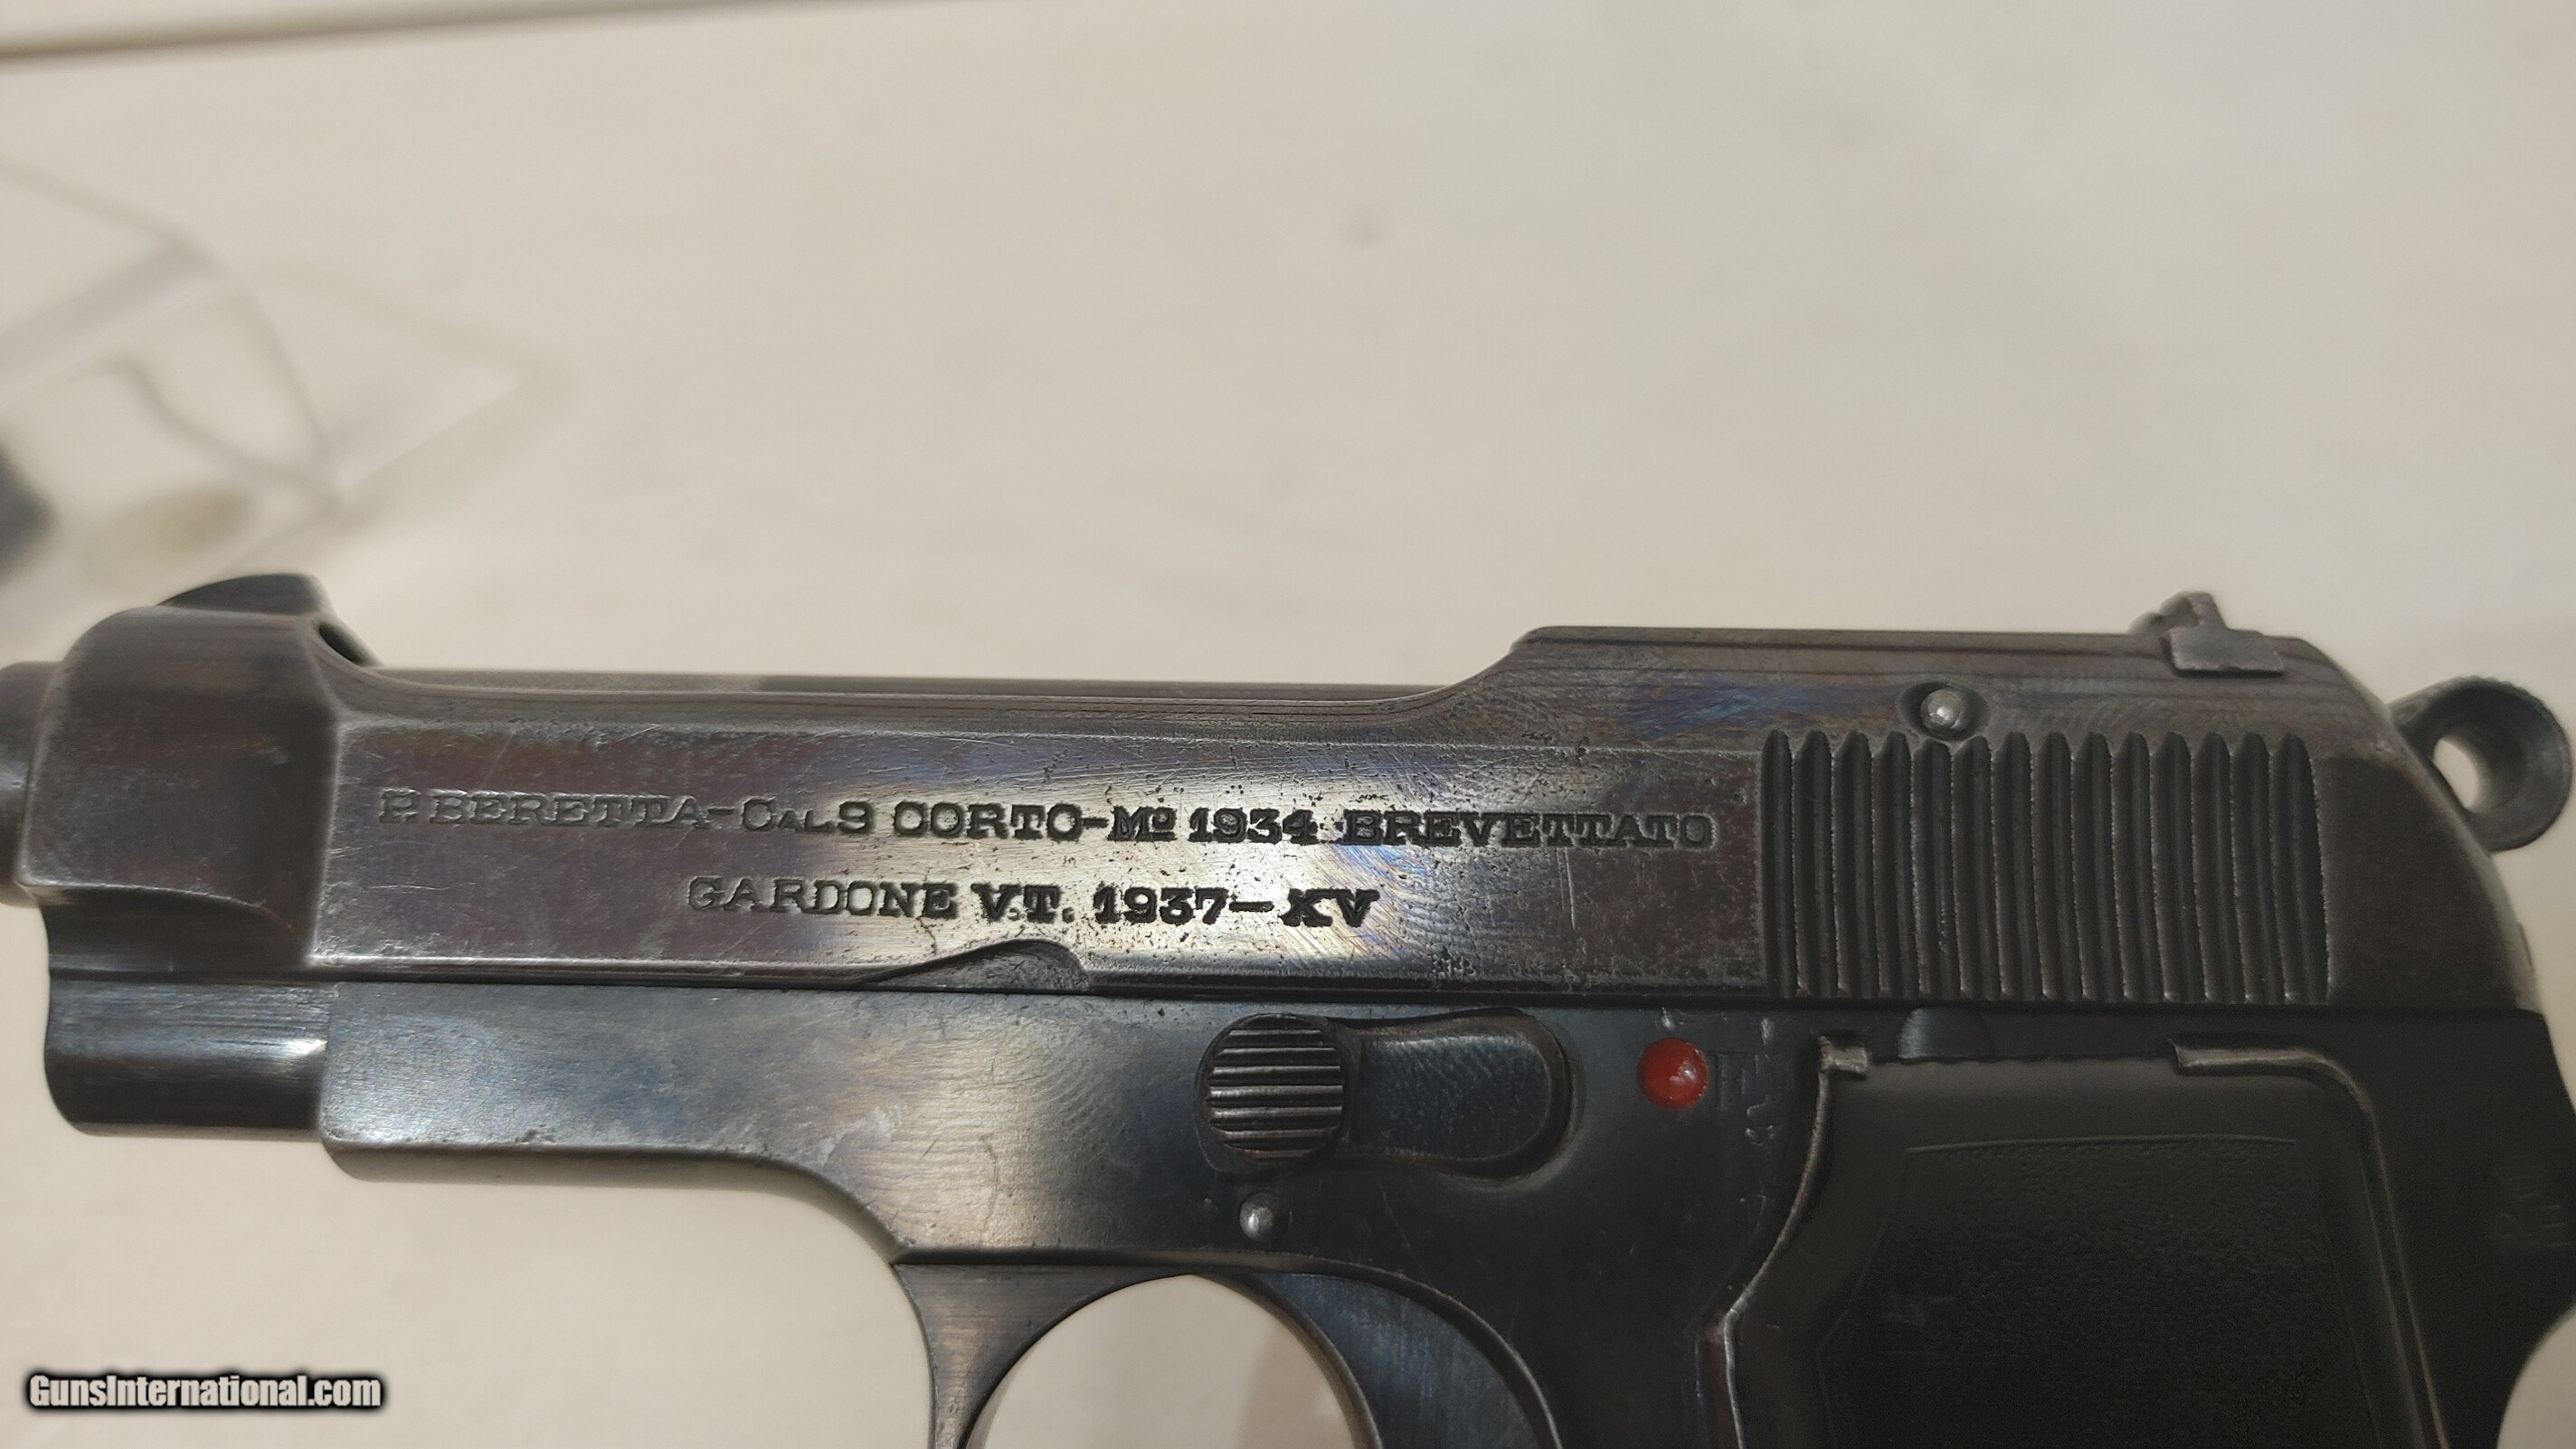 P. BERETTA-CAL 9 CORTO-Mº 1934 BREVETTATO
GARDONE V.T. 1937-XV
GunsInternational.com